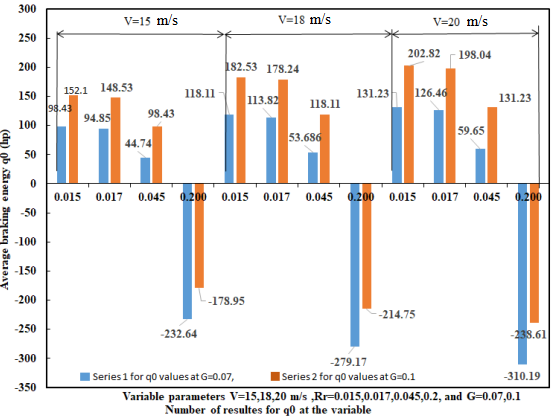 V=15 m/s V=18 m/s V=20 m/s
Average braking energy q0 (hp)
300
250
200
150
100
50
0
-50
-100
-150
-200
-250
-300
-350
98.43 152.1 94.85 148.53 44.74 98.43 -232.64 -178.95
118.11 182.53 113.82 178.24 53.686 118.11 -279.17 -214.75
131.23 202.82 126.46 198.04 59.65 131.23 -310.19 -238.61
0.015 0.017 0.045 0.200 0.015 0.017 0.045 0.200 0.015 0.017 0.045 0.200
Series 1 for q0 values at G=0.07, Series 2 for q0 values at G=0.1
Variable parameters V=15,18,20 m/s ,Rr=0.015,0.017,0.045,0.2, and G=0.07,0.1
Number of resultes for q0 at the variable